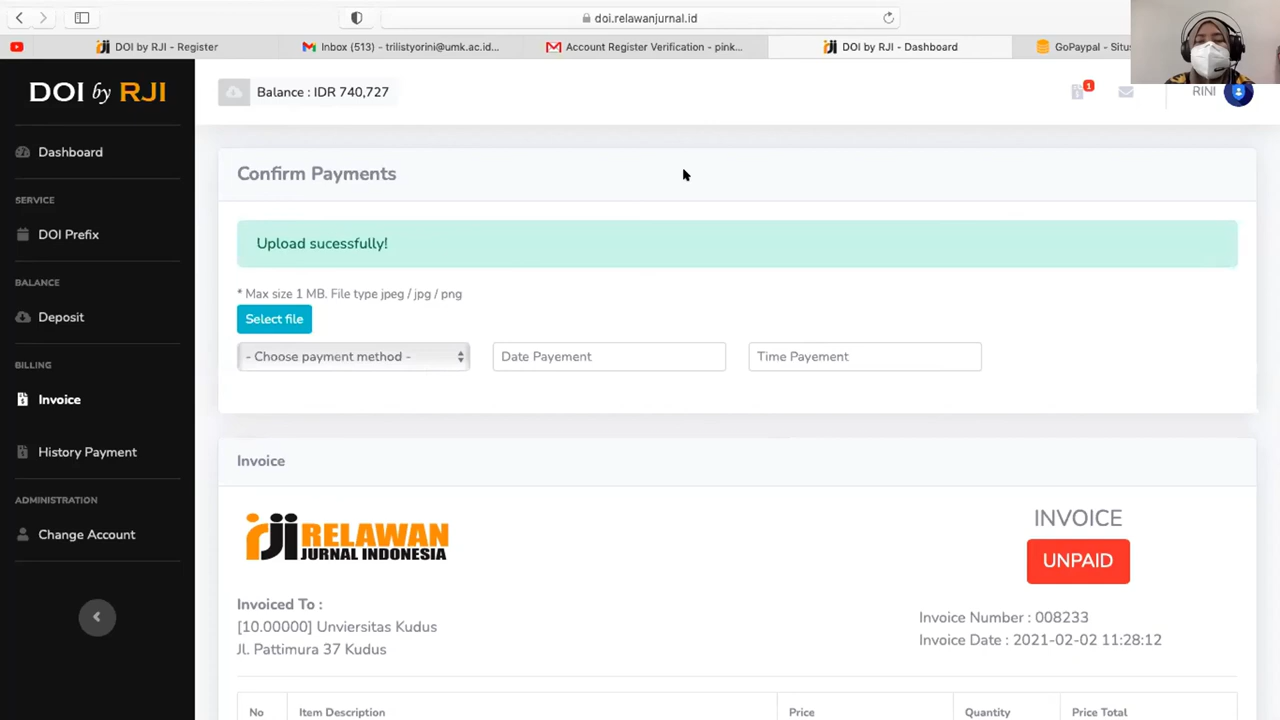 doi.relawanjurnal.id
DOI by RJI - Register
Inbox (513) - trilistyorini@umk.ac.id...
Account Register Verification - pink...
DOI by RJI - Dashboard
GoPaypal - Situs
DOI by RJI
Balance : IDR 740,727
1
RINI
Dashboard
SERVICE
DOI Prefix
BALANCE
Deposit
BILLING
Invoice
History Payment
ADMINISTRATION
Change Account
Confirm Payments
Upload sucessfully!
* Max size 1 MB. File type jpeg / jpg / png
Select file
- Choose payment method -
Date Payement
Time Payement
Invoice
rji RELAWAN
JURNAL INDONESIA
INVOICE
UNPAID
Invoiced To :
[10.00000] Unviersitas Kudus
Jl. Pattimura 37 Kudus
Invoice Number : 008233
Invoice Date : 2021-02-02 11:28:12
No Item Description Price Quantity Price Total